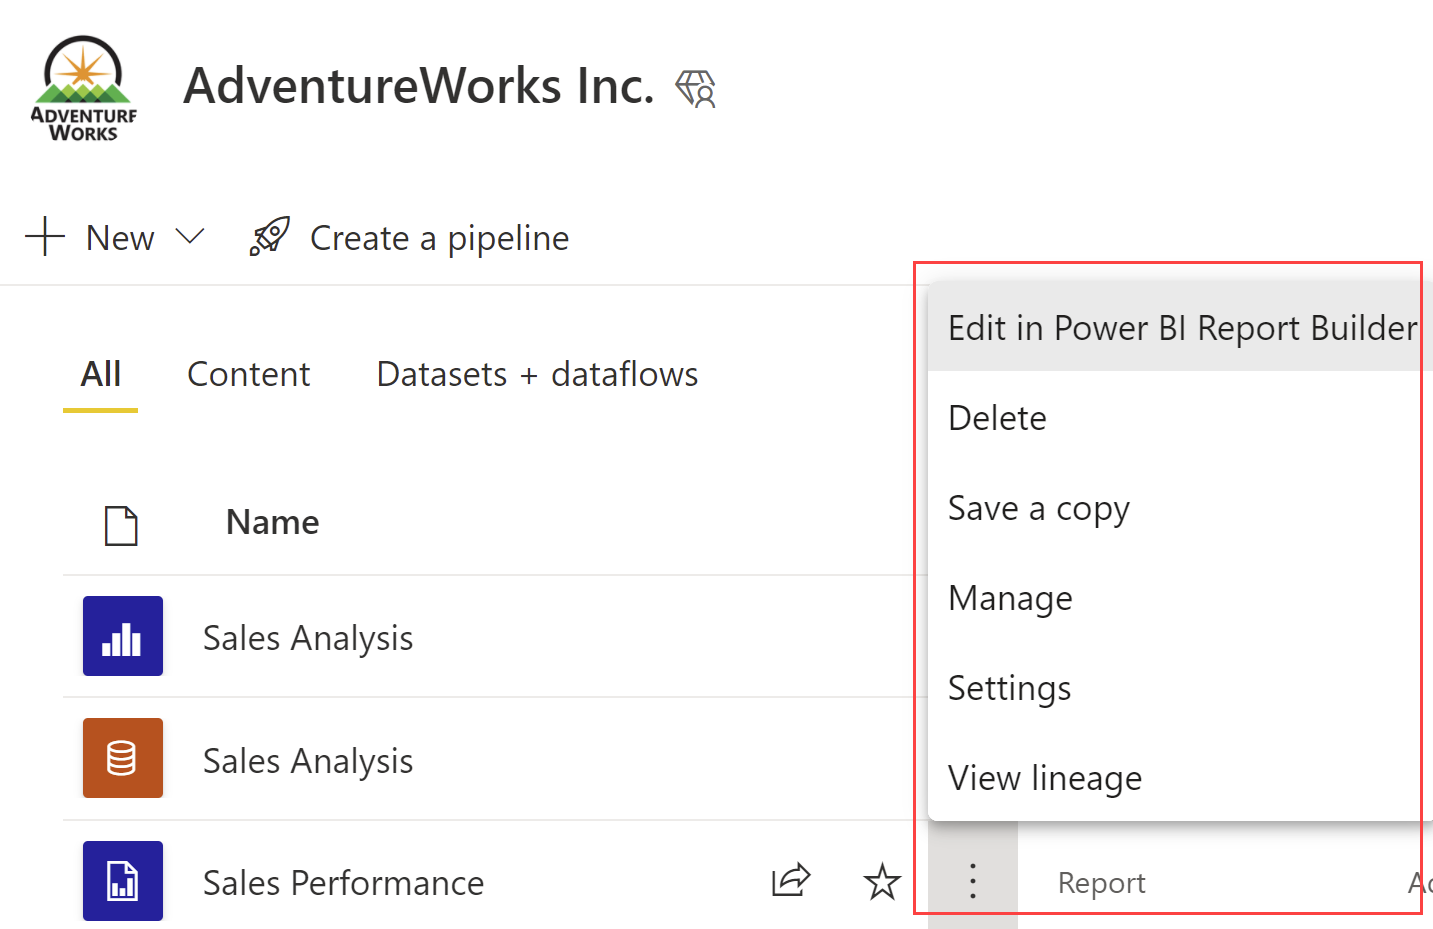 ADVENTURE
WORKS
AdventureWorks Inc.
New
Create a pipeline
All
Content
Datasets + dataflows
Name
Sales Analysis
Sales Analysis
Sales Performance
Edit in Power BI Report Builder
Delete
Save a copy
Manage
Settings
View lineage
Report